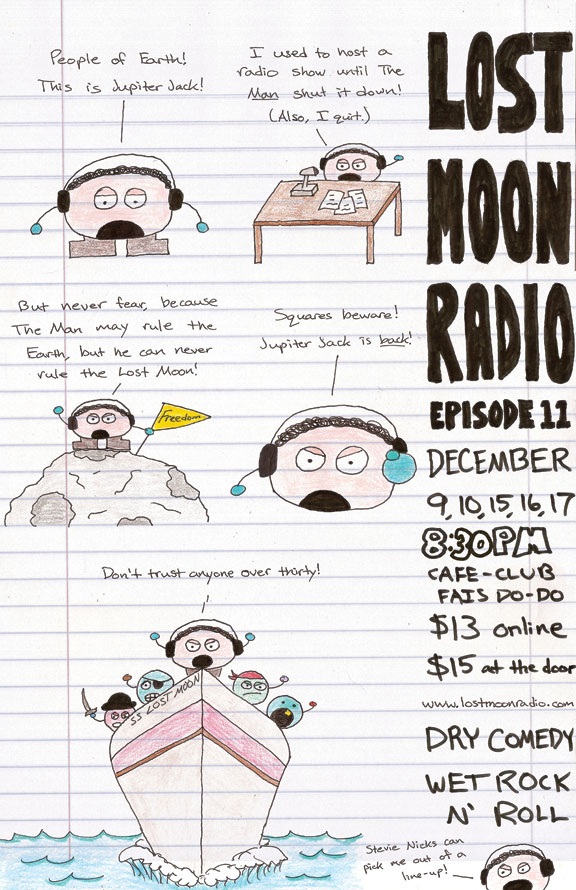 People of Earth!
This is Jupiter Jack!
I used to host a
radio show until The
Man shut it down!
(Also, I quit.)
But never fear, because
The Man may rule the
Earth, but he can never
rule the Lost Moon!
Freedom
Squares beware!
Jupiter Jack is back!
Don't trust anyone over thirty!
SS LOST MOON
LOST
MOON
RADIO
EPISODE 11
DECEMBER
9, 10, 15, 16, 17
8:30PM
CAFE-CLUB
FAIS DO-DO
$13 online
$15 at the door
www.lostmoonradio.com
DRY COMEDY
WET ROCK
N' ROLL
Stevie Nicks can
pick me out of a
line-up!